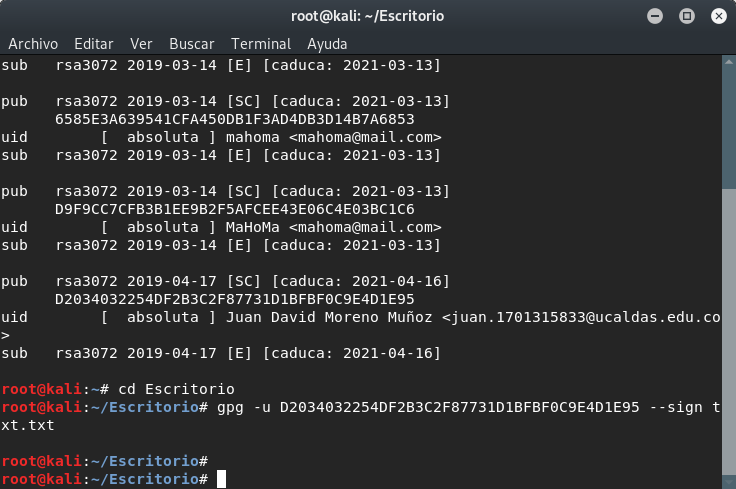 root@kali: ~/Escritorio
Archivo Editar Ver Buscar Terminal Ayuda
sub   rsa3072 2019-03-14 [E] [caduca: 2021-03-13]
pub   rsa3072 2019-03-14 [SC] [caduca: 2021-03-13]
      6585E3A639541CFA450DB1F3AD4DB3D14B7A6853
uid        [  absoluta ] mahoma <mahoma@mail.com>
sub   rsa3072 2019-03-14 [E] [caduca: 2021-03-13]
pub   rsa3072 2019-03-14 [SC] [caduca: 2021-03-13]
      D9F9CC7CFB3B1EE9B2F5AFCEE43E06C4E03BC1C6
uid        [  absoluta ] MaHoMa <mahoma@mail.com>
sub   rsa3072 2019-03-14 [E] [caduca: 2021-03-13]
pub   rsa3072 2019-04-17 [SC] [caduca: 2021-04-16]
      D2034032254DF2B3C2F87731D1BFBF0C9E4D1E95
uid        [  absoluta ] Juan David Moreno Muñoz <juan.1701315833@ucaldas.edu.co
>
sub   rsa3072 2019-04-17 [E] [caduca: 2021-04-16]
root@kali:~# cd Escritorio
root@kali:~/Escritorio# gpg -u D2034032254DF2B3C2F87731D1BFBF0C9E4D1E95 --sign t
xt.txt
root@kali:~/Escritorio#
root@kali:~/Escritorio#